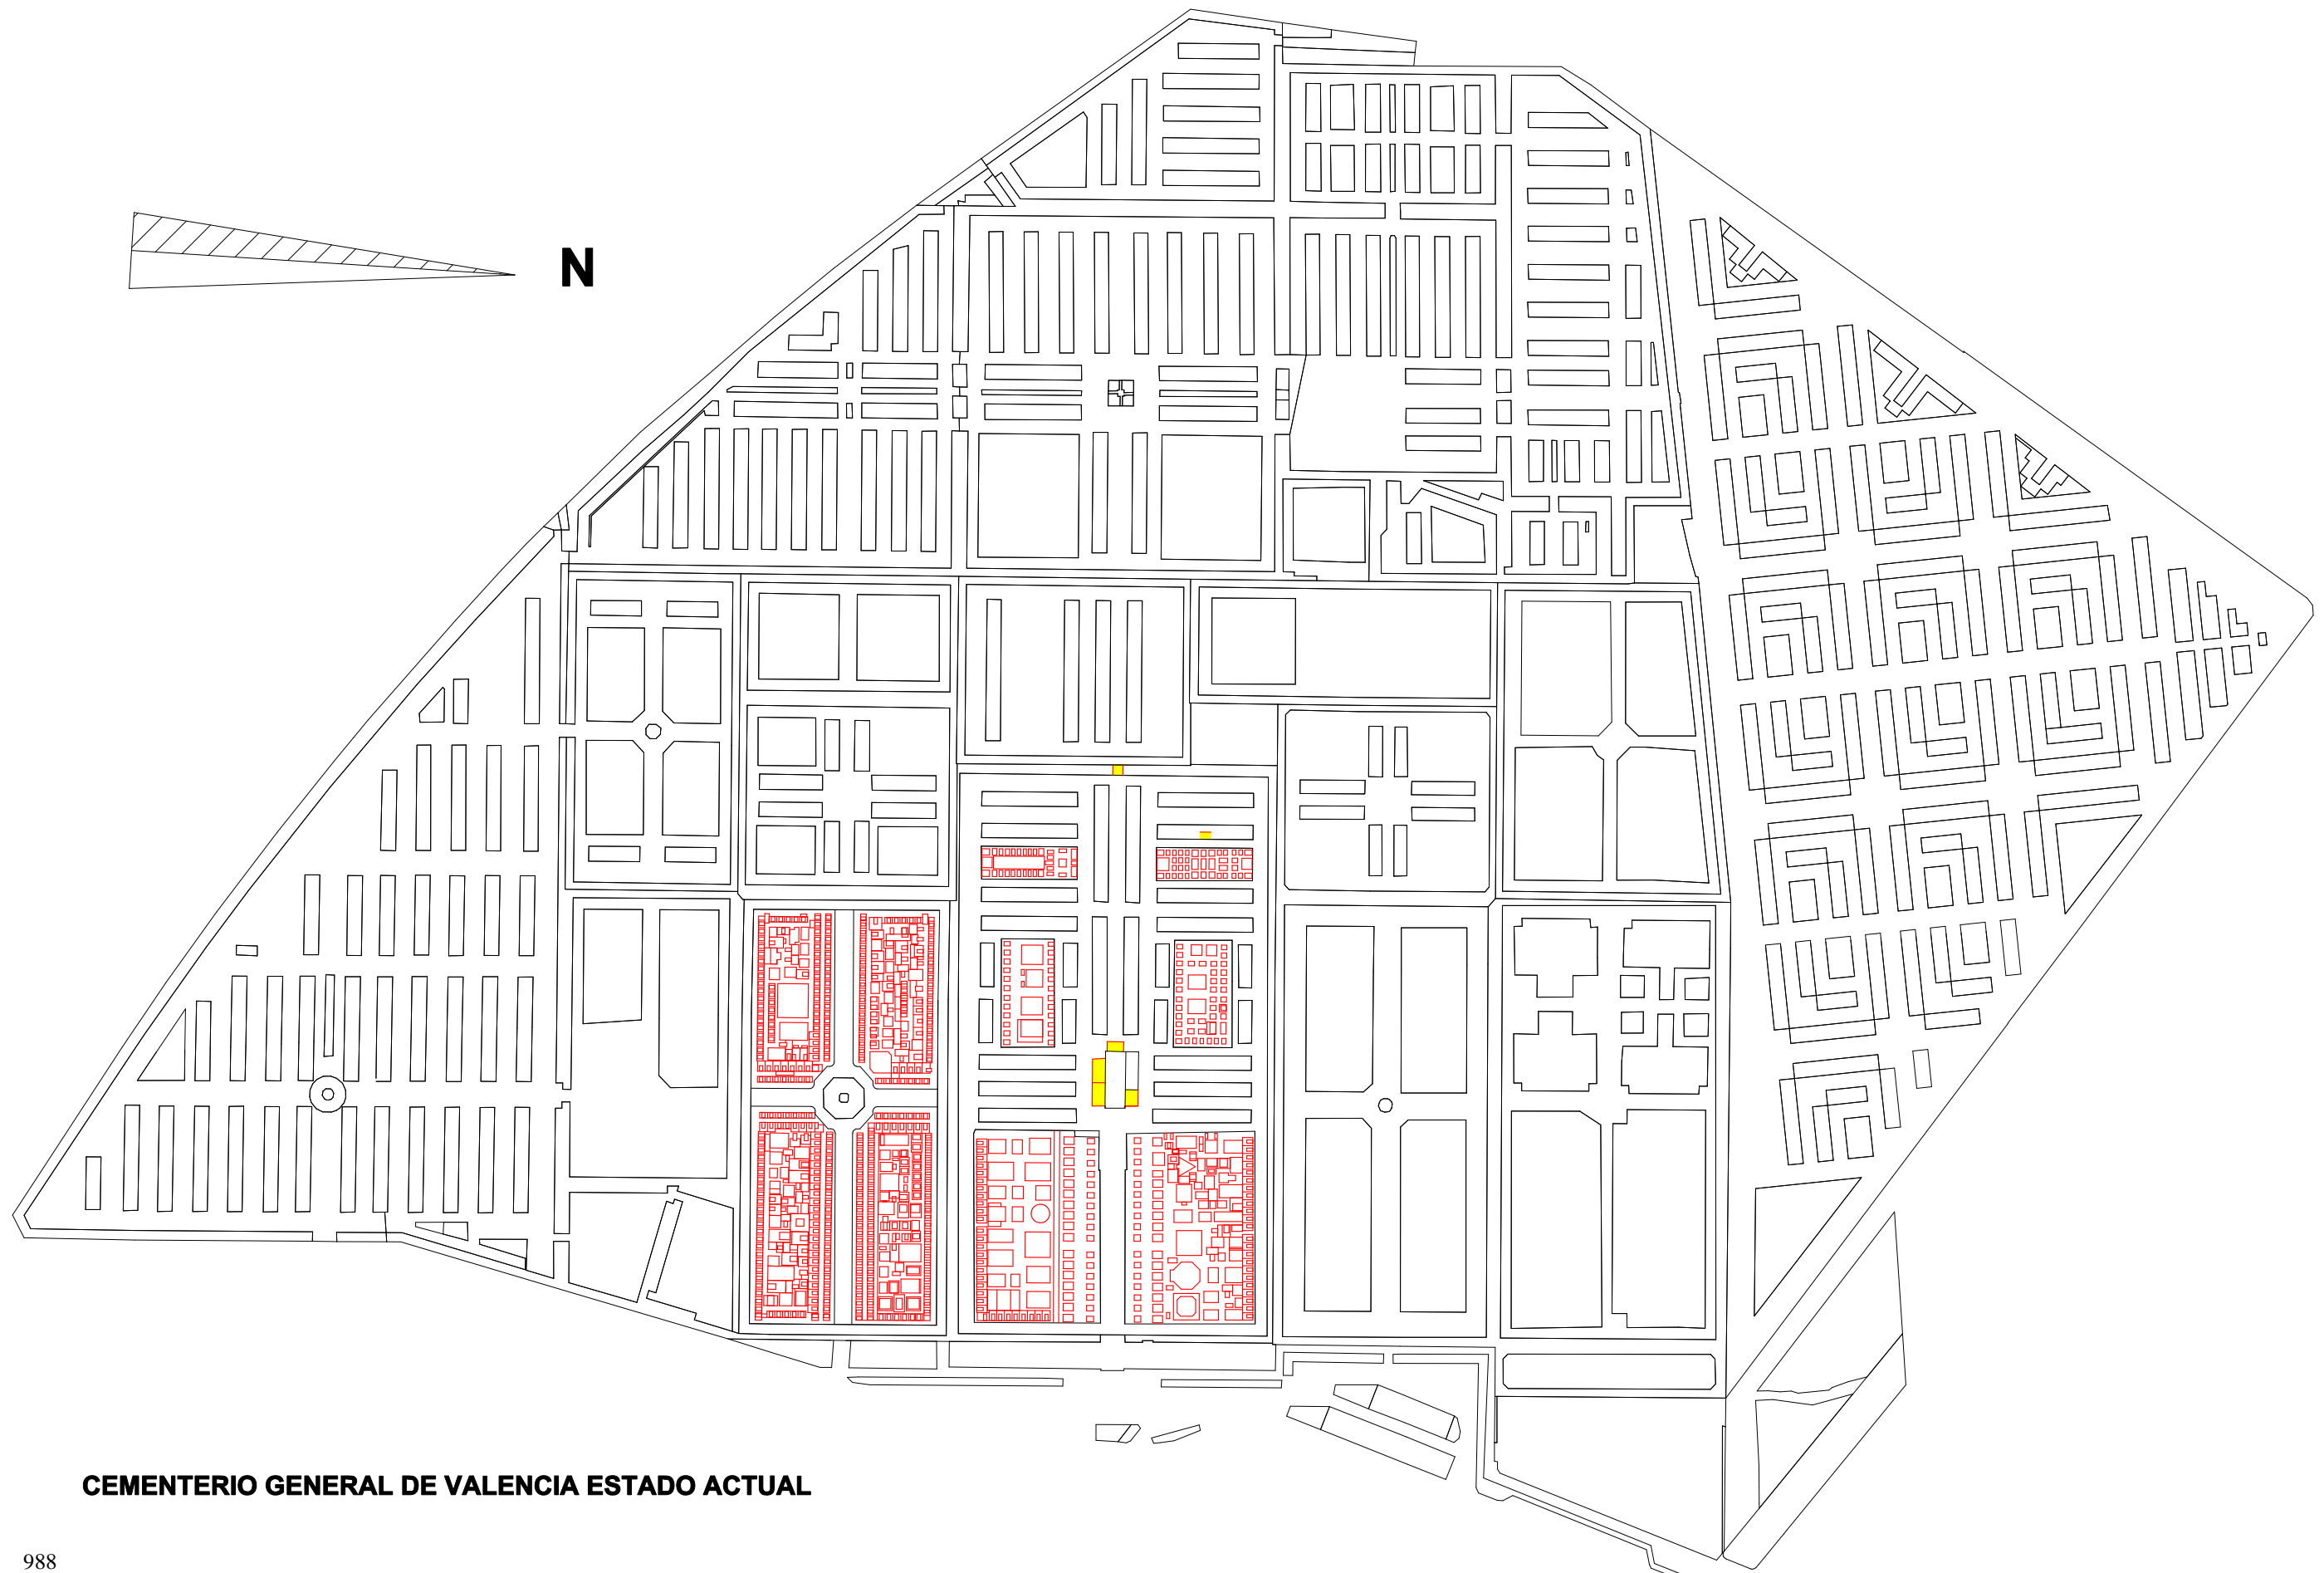 N
CEMENTERIO GENERAL DE VALENCIA ESTADO ACTUAL
988